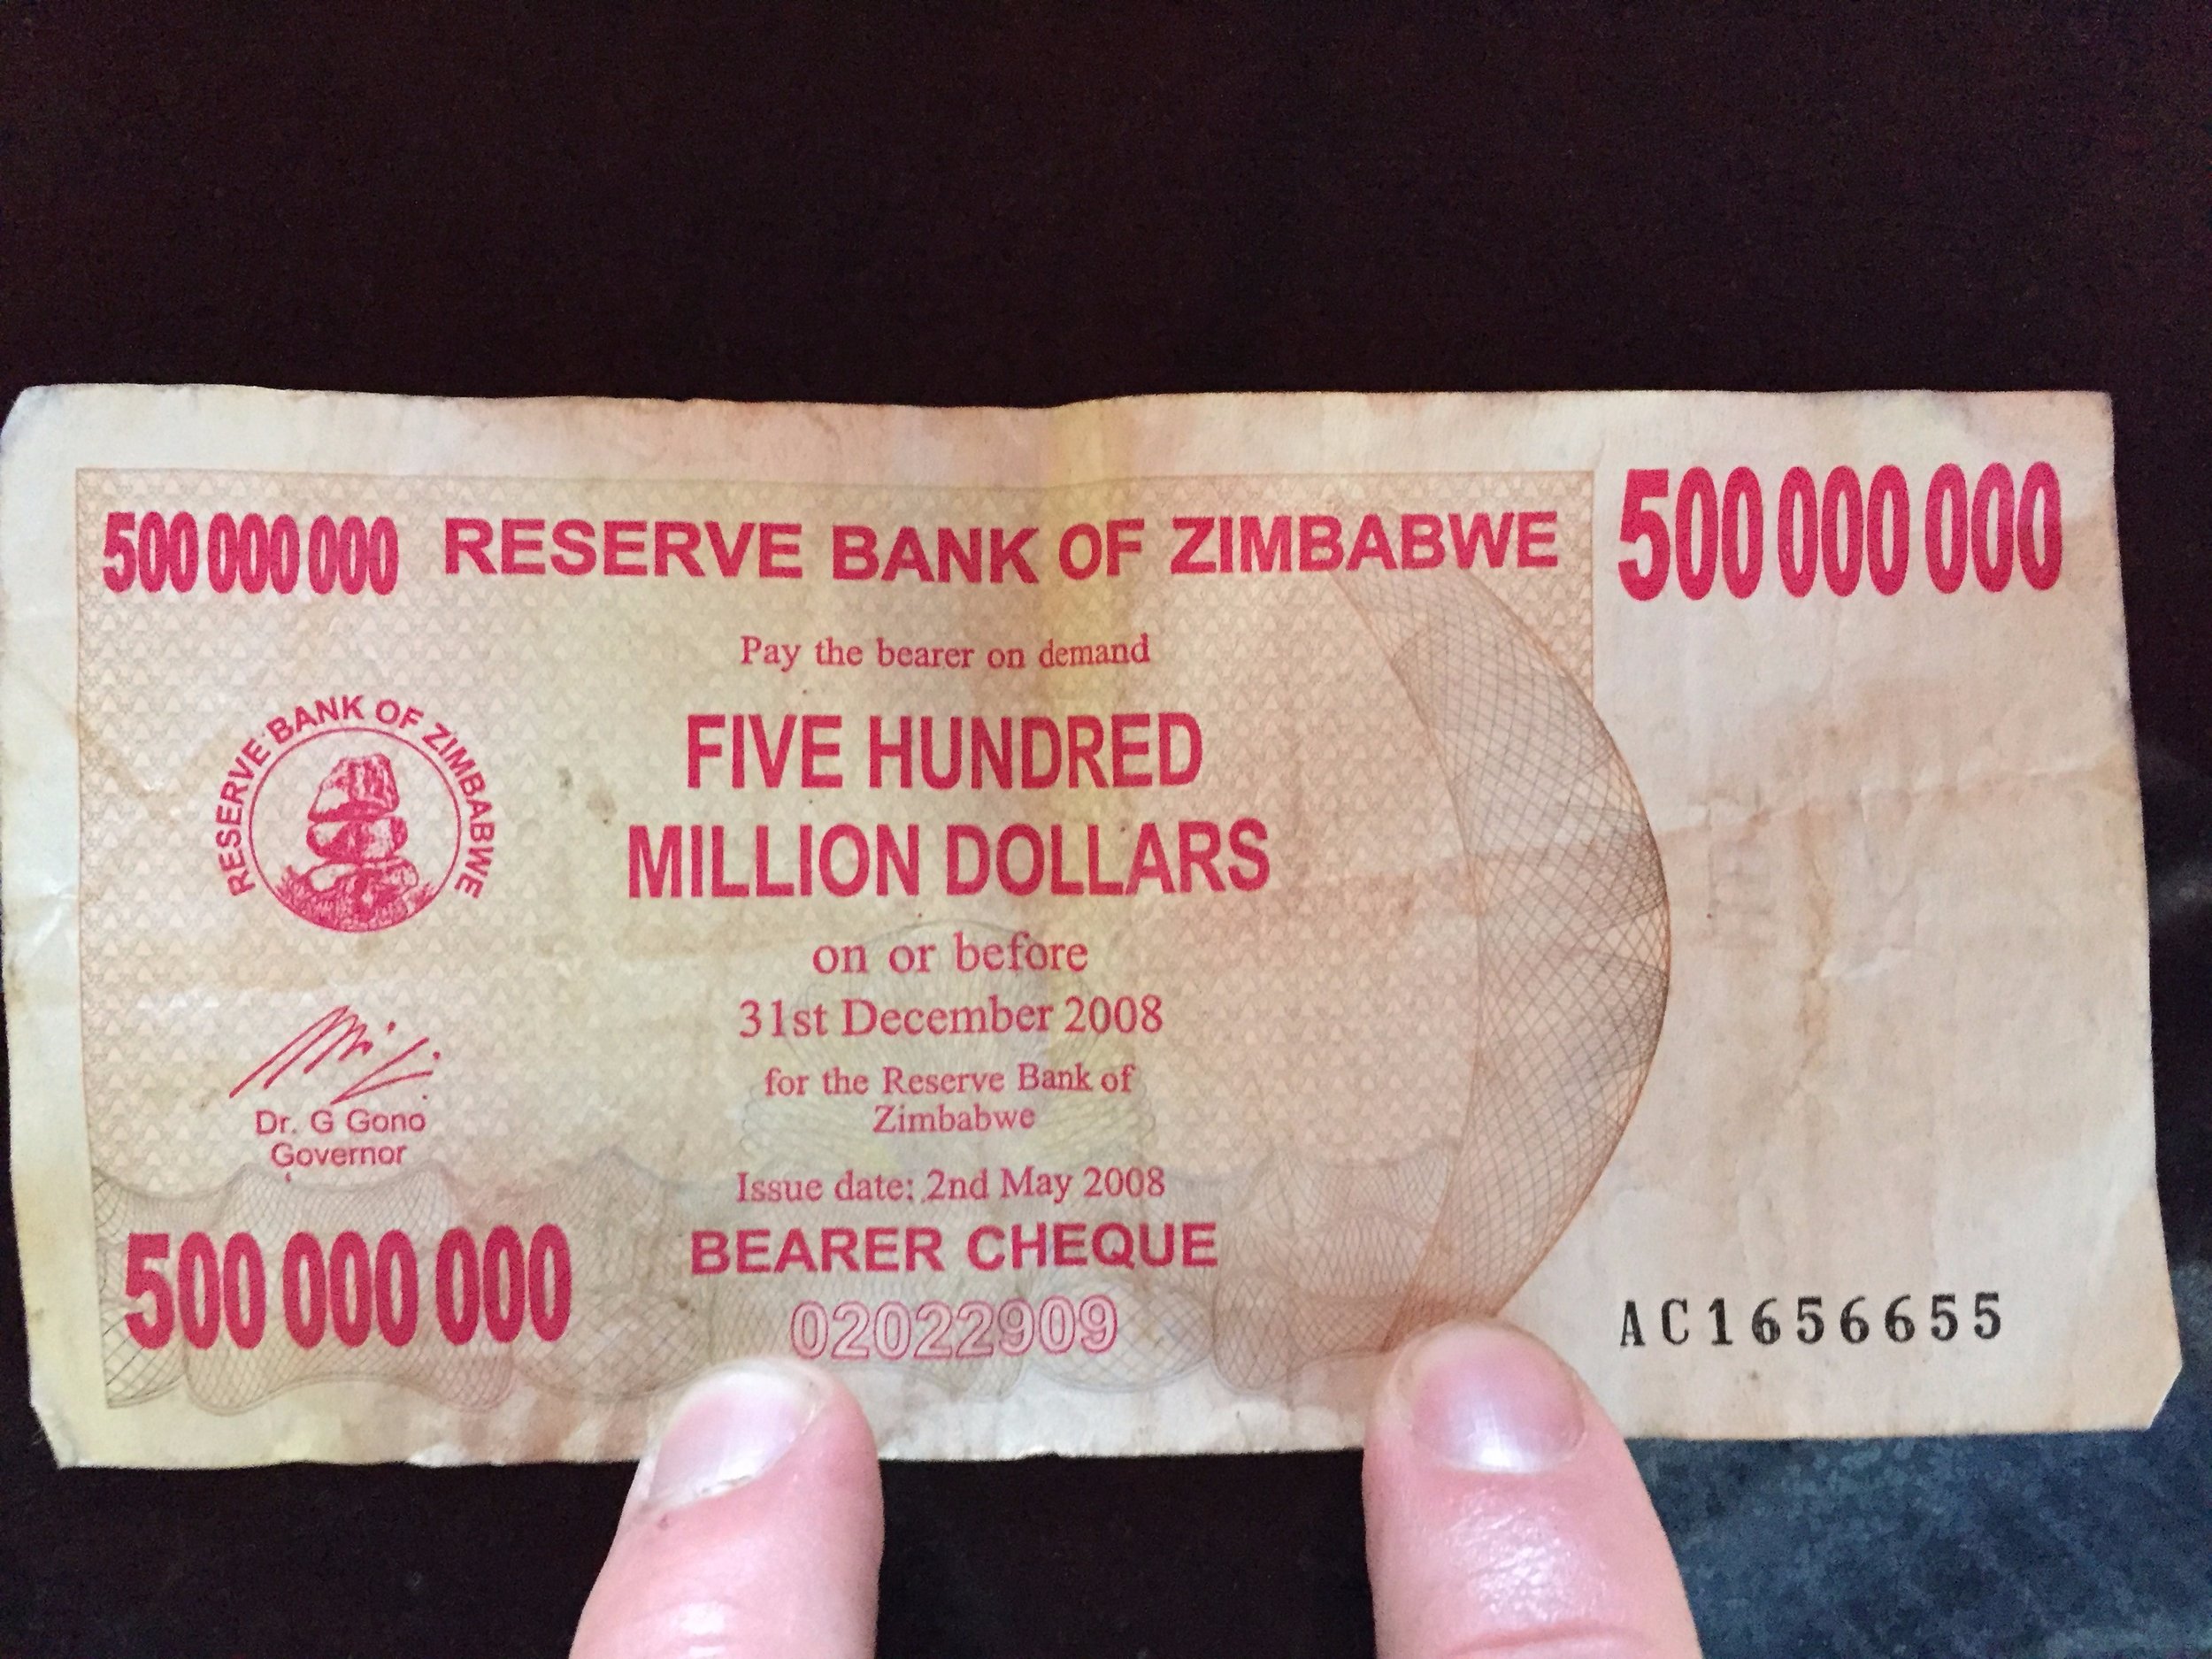 500 000 000 RESERVE BANK OF ZIMBABWE 500 000 000
Pay the bearer on demand
FIVE HUNDRED
MILLION DOLLARS
RESERVE BANK OF ZIMBABWE
on or before
31st December 2008
for the Reserve Bank of
Zimbabwe
Dr. G Gono
Governor
Issue date: 2nd May 2008
500 000 000
BEARER CHEQUE
02022909
AC1656655